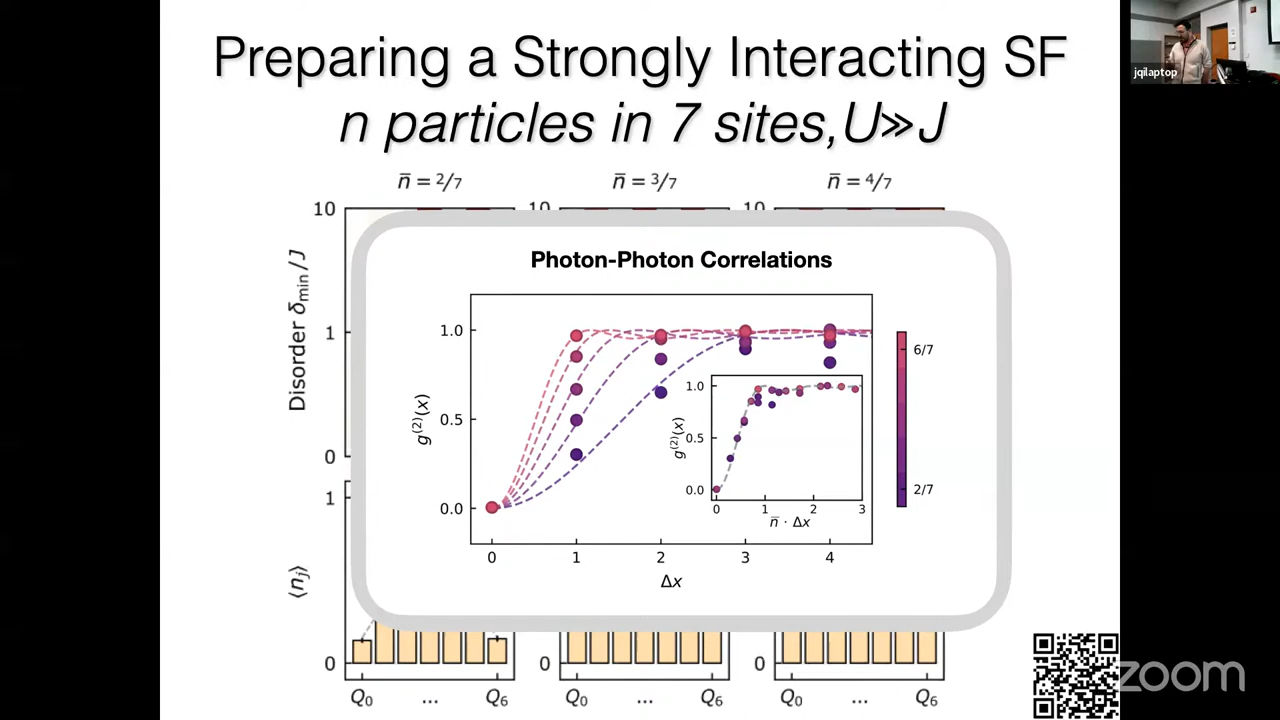 Preparing a Strongly Interacting SF
n particles in 7 sites,U≫J
jqilaptop
n̅ = 2/7
n̅ = 3/7
n̅ = 4/7
10
10
10
Disorder δmin/J
1
0
Photon-Photon Correlations
1.0
0.5
0.0
g(2)(x)
0
1
2
3
4
Δx
1.0
0.5
0.0
g(2)(x)
0
1
2
3
n̅ · Δx
6/7
2/7
1
⟨nj⟩
0
0
0
Q0
...
Q6
Q0
...
Q6
Q0
...
Q6
zoom